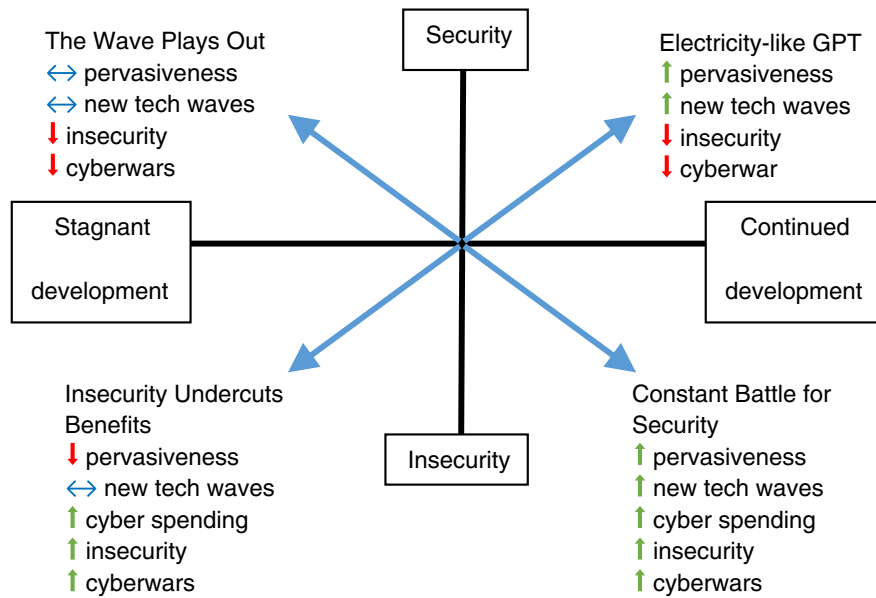 The Wave Plays Out
↔ pervasiveness
↔ new tech waves
↓ insecurity
↓ cyberwars
Security
Electricity-like GPT
↑ pervasiveness
↑ new tech waves
↓ insecurity
↓ cyberwar
Stagnant
development
Continued
development
Insecurity Undercuts
Benefits
↓ pervasiveness
↔ new tech waves
↑ cyber spending
↑ insecurity
↑ cyberwars
Insecurity
Constant Battle for
Security
↑ pervasiveness
↑ new tech waves
↑ cyber spending
↑ insecurity
↑ cyberwars